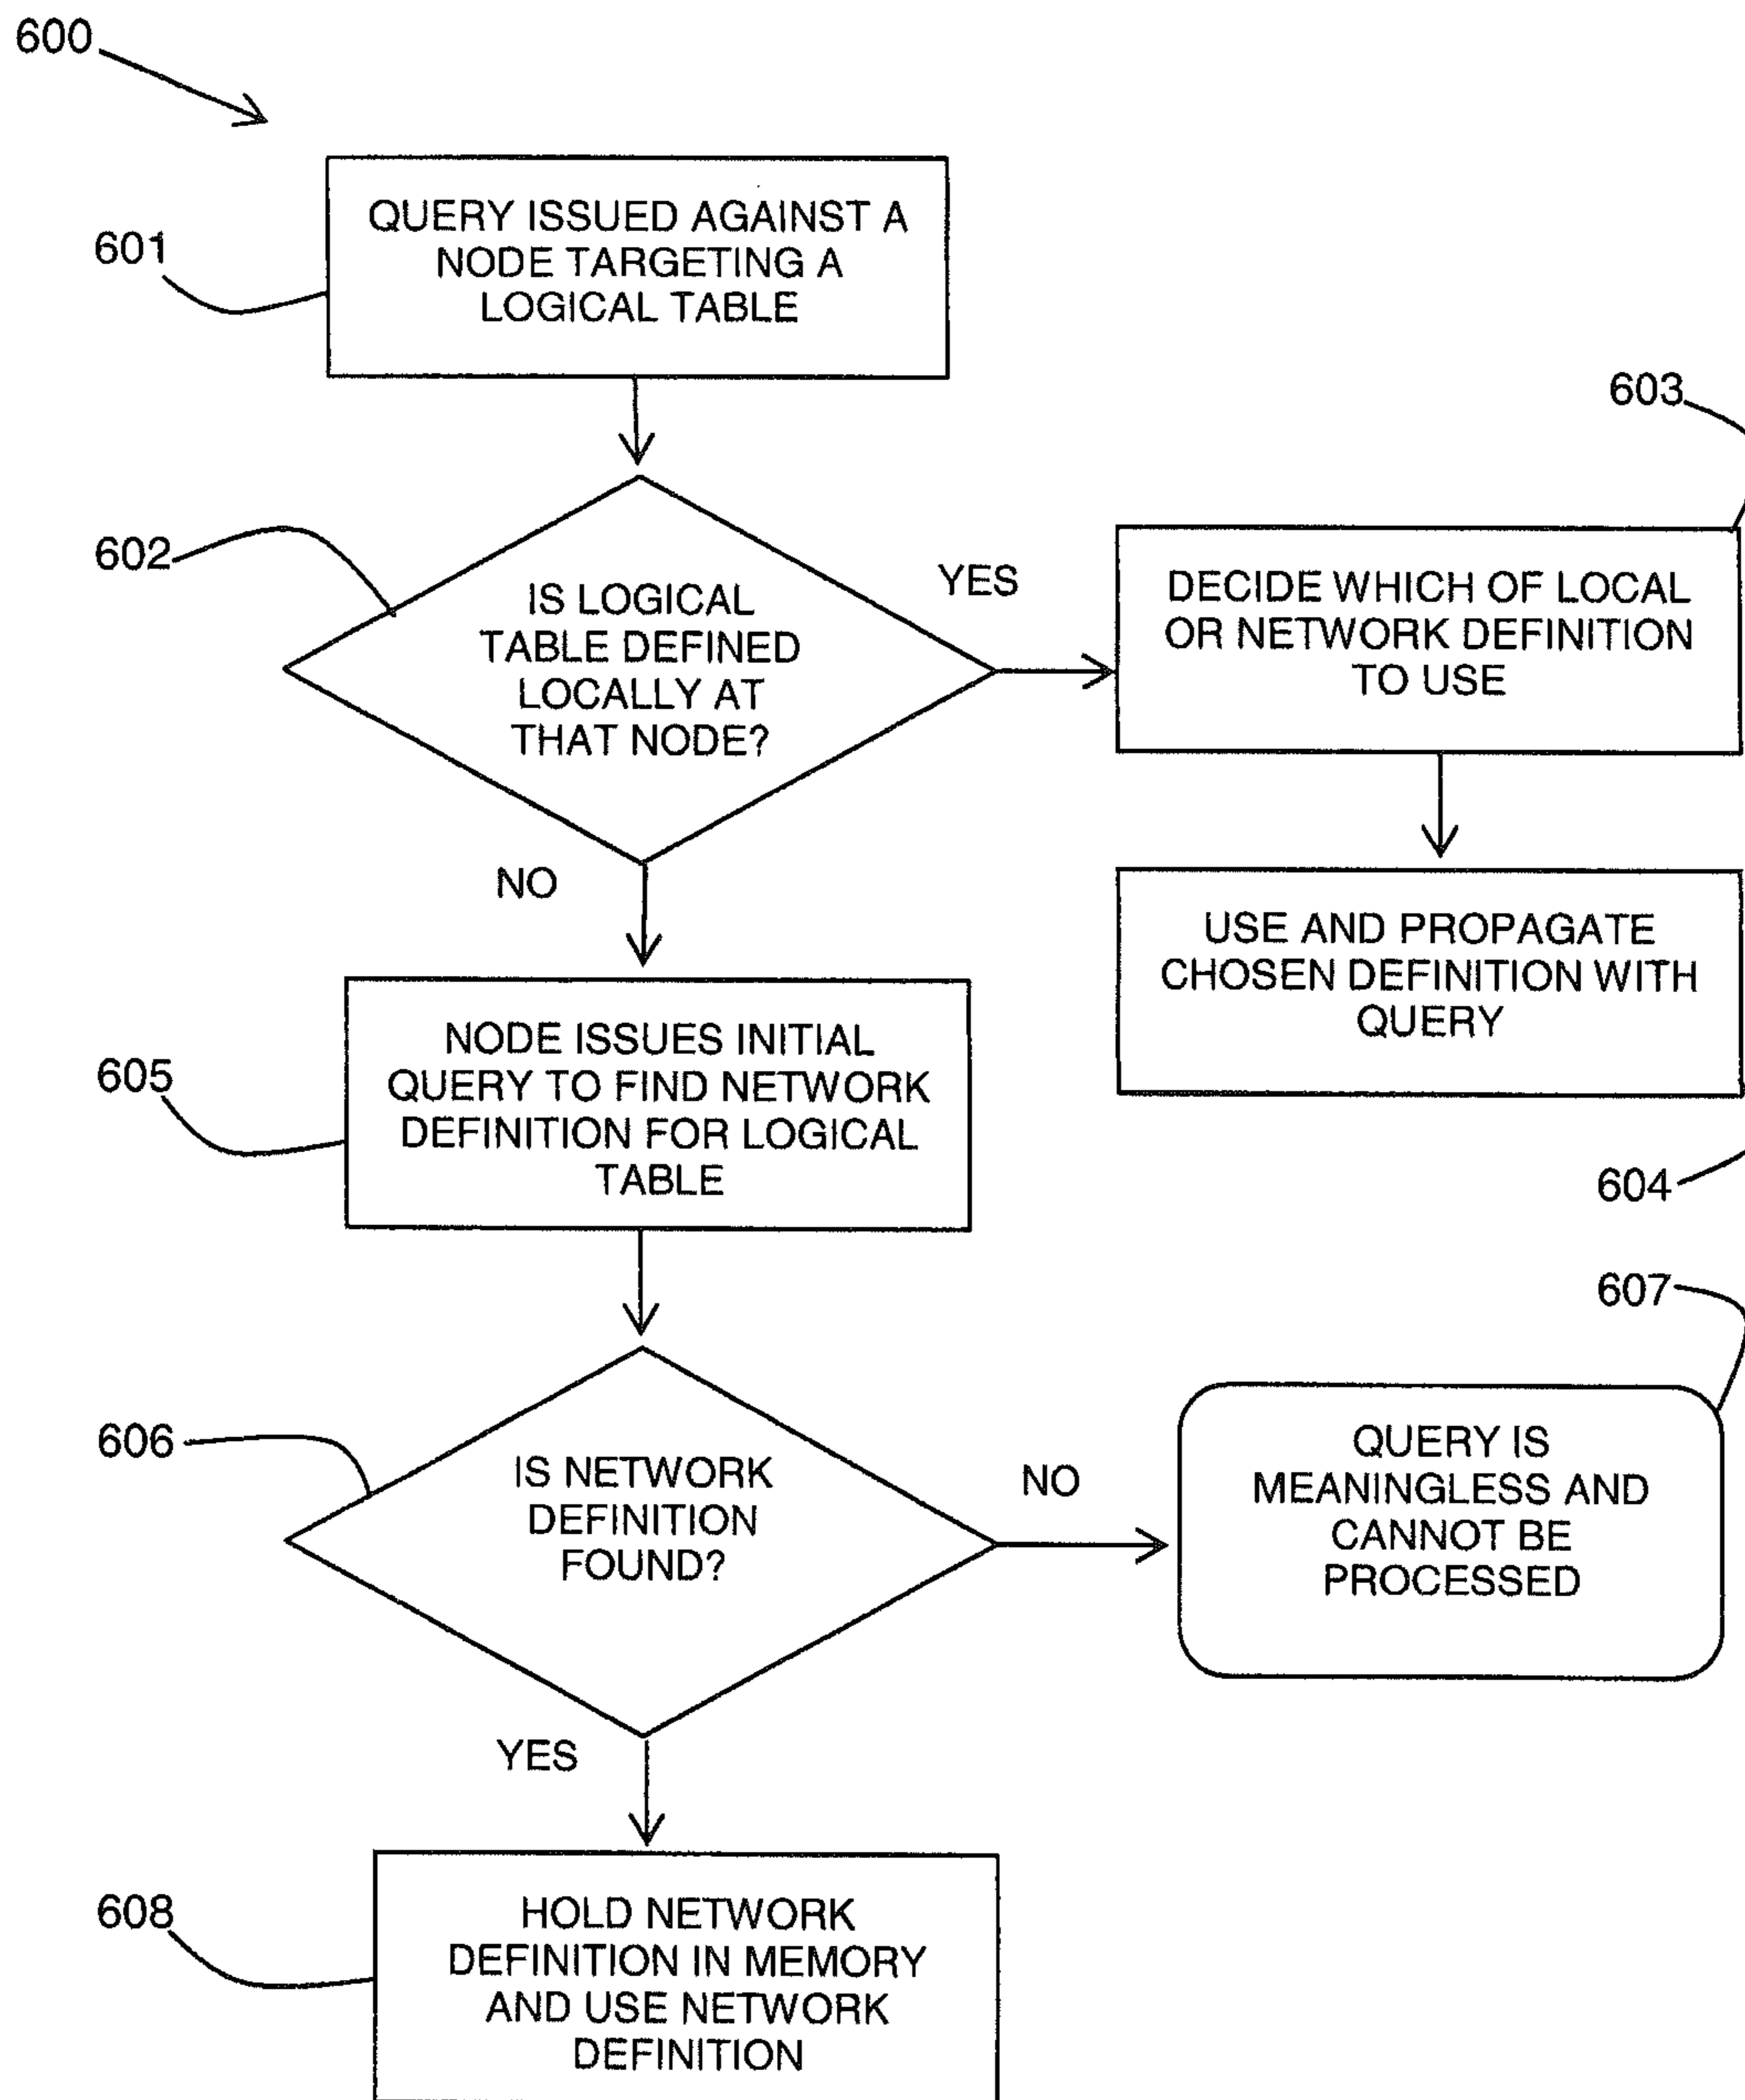 600
601
QUERY ISSUED AGAINST A
NODE TARGETING A
LOGICAL TABLE
602
IS LOGICAL
TABLE DEFINED
LOCALLY AT
THAT NODE?
YES
603
DECIDE WHICH OF LOCAL
OR NETWORK DEFINITION
TO USE
USE AND PROPAGATE
CHOSEN DEFINITION WITH
QUERY
604
NO
605
NODE ISSUES INITIAL
QUERY TO FIND NETWORK
DEFINITION FOR LOGICAL
TABLE
606
IS NETWORK
DEFINITION
FOUND?
NO
607
QUERY IS
MEANINGLESS AND
CANNOT BE
PROCESSED
YES
608
HOLD NETWORK
DEFINITION IN MEMORY
AND USE NETWORK
DEFINITION